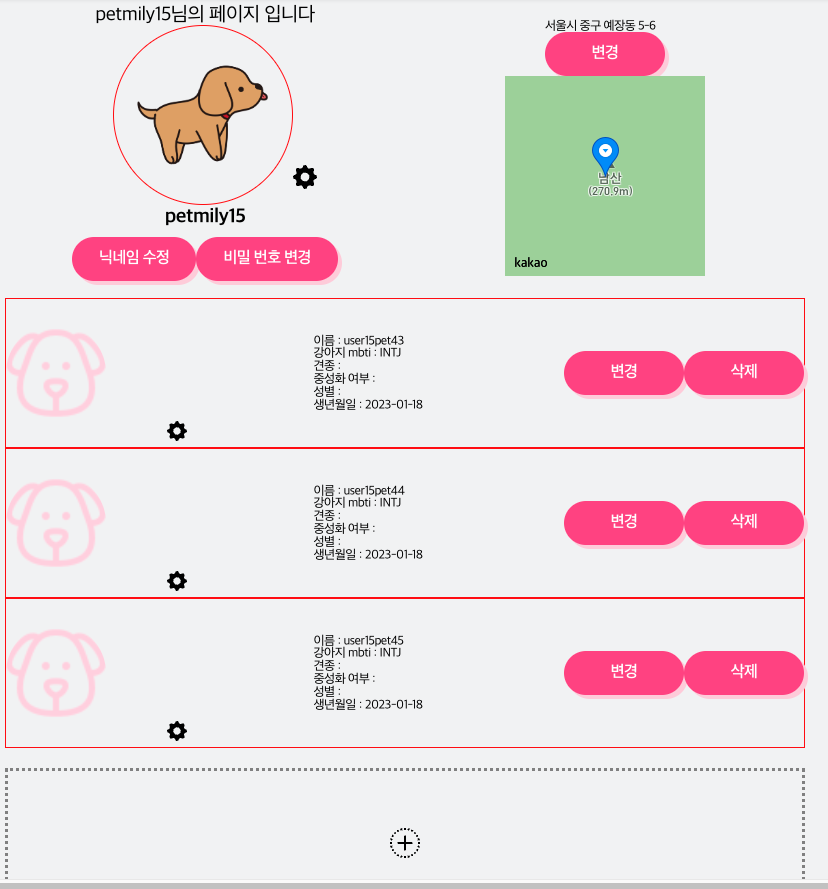 petmily15님의 페이지 입니다
서울시 중구 예장동 5-6
변경
남산
(270.9m)
kakao
petmily15
닉네임 수정
비밀 번호 변경
이름 : user15pet43
강아지 mbti : INTJ
견종 :
중성화 여부 :
성별 :
생년월일 : 2023-01-18
변경
삭제
이름 : user15pet44
강아지 mbti : INTJ
견종 :
중성화 여부 :
성별 :
생년월일 : 2023-01-18
변경
삭제
이름 : user15pet45
강아지 mbti : INTJ
견종 :
중성화 여부 :
성별 :
생년월일 : 2023-01-18
변경
삭제